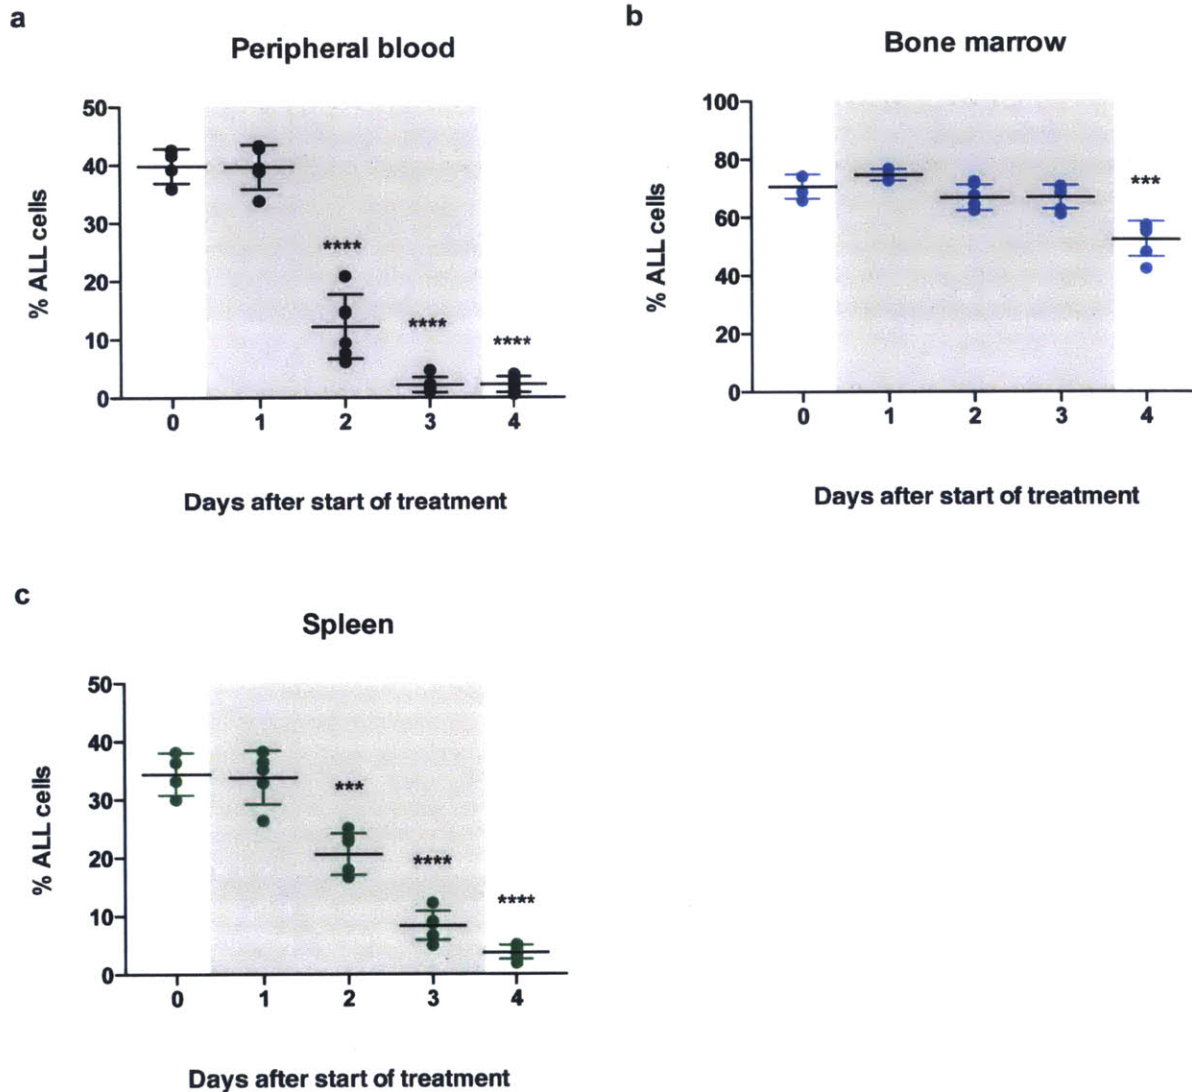 a
Peripheral blood
50
40
30
20
10
0
% ALL cells
****
****
****
0 1 2 3 4
Days after start of treatment
b
Bone marrow
100
80
60
40
20
0
% ALL cells
***
0 1 2 3 4
Days after start of treatment
c
Spleen
50
40
30
20
10
0
% ALL cells
***
****
****
0 1 2 3 4
Days after start of treatment